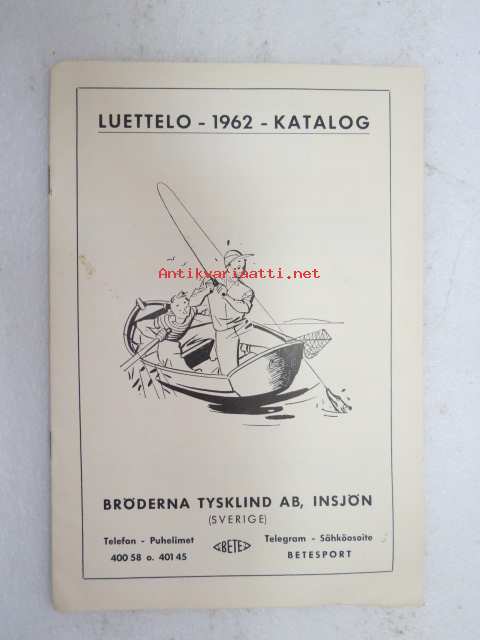 LUETTELO - 1962 - KATALOG
Antikvariaatti.net
BRÖDERNA TYSKLIND AB, INSJÖN
(SVERIGE)
Telefon - Puhelimet
400 58 o. 401 45
BETE
Telegram - Sähköosoite
BETESPORT